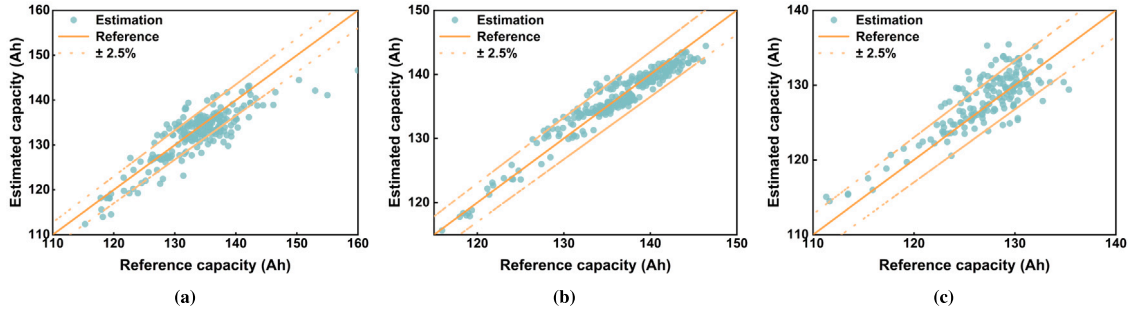 160
150
140
130
120
110
110 120 130 140 150 160
Estimated capacity (Ah)
Reference capacity (Ah)
Estimation
Reference
± 2.5%
(a)
150
140
130
120
120 130 140 150
Estimated capacity (Ah)
Reference capacity (Ah)
Estimation
Reference
± 2.5%
(b)
140
130
120
110
110 120 130 140
Estimated capacity (Ah)
Reference capacity (Ah)
Estimation
Reference
± 2.5%
(c)